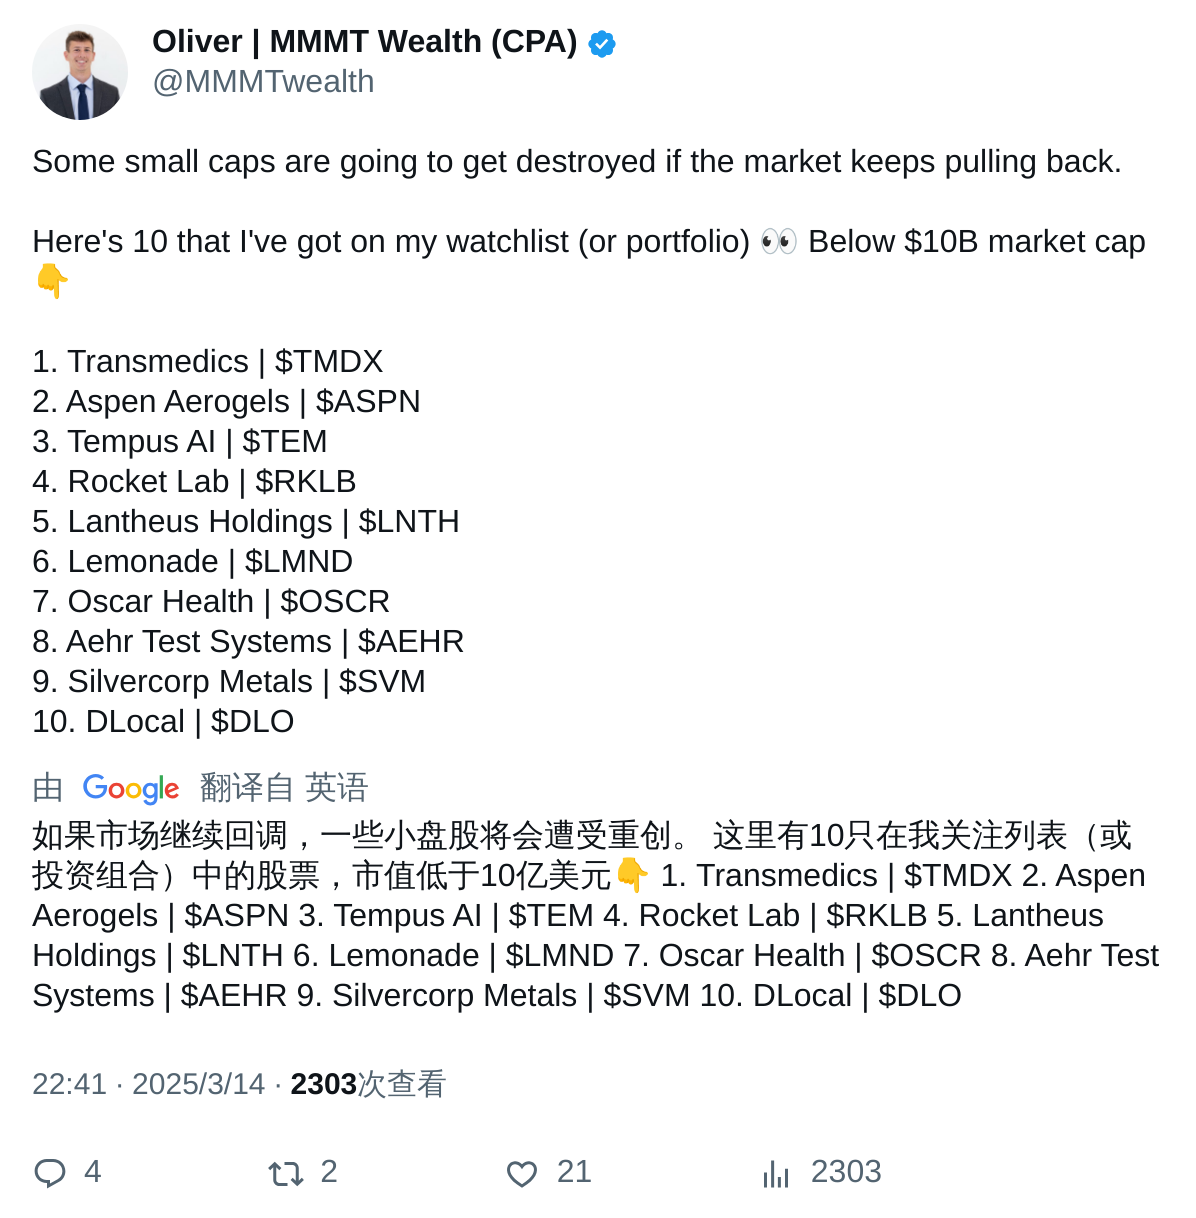 Oliver | MMMT Wealth (CPA)
@MMMTwealth
Some small caps are going to get destroyed if the market keeps pulling back.
Here's 10 that I've got on my watchlist (or portfolio) 👀 Below $10B market cap
👇
1. Transmedics | $TMDX
2. Aspen Aerogels | $ASPN
3. Tempus AI | $TEM
4. Rocket Lab | $RKLB
5. Lantheus Holdings | $LNTH
6. Lemonade | $LMND
7. Oscar Health | $OSCR
8. Aehr Test Systems | $AEHR
9. Silvercorp Metals | $SVM
10. DLocal | $DLO
由 Google 翻译自 英语
如果市场继续回调，一些小盘股将会遭受重创。 这里有10只在我关注列表（或
投资组合）中的股票，市值低于10亿美元👇 1. Transmedics | $TMDX 2. Aspen
Aerogels | $ASPN 3. Tempus AI | $TEM 4. Rocket Lab | $RKLB 5. Lantheus
Holdings | $LNTH 6. Lemonade | $LMND 7. Oscar Health | $OSCR 8. Aehr Test
Systems | $AEHR 9. Silvercorp Metals | $SVM 10. DLocal | $DLO
22:41 · 2025/3/14 · 2303次查看
4 2 21 2303